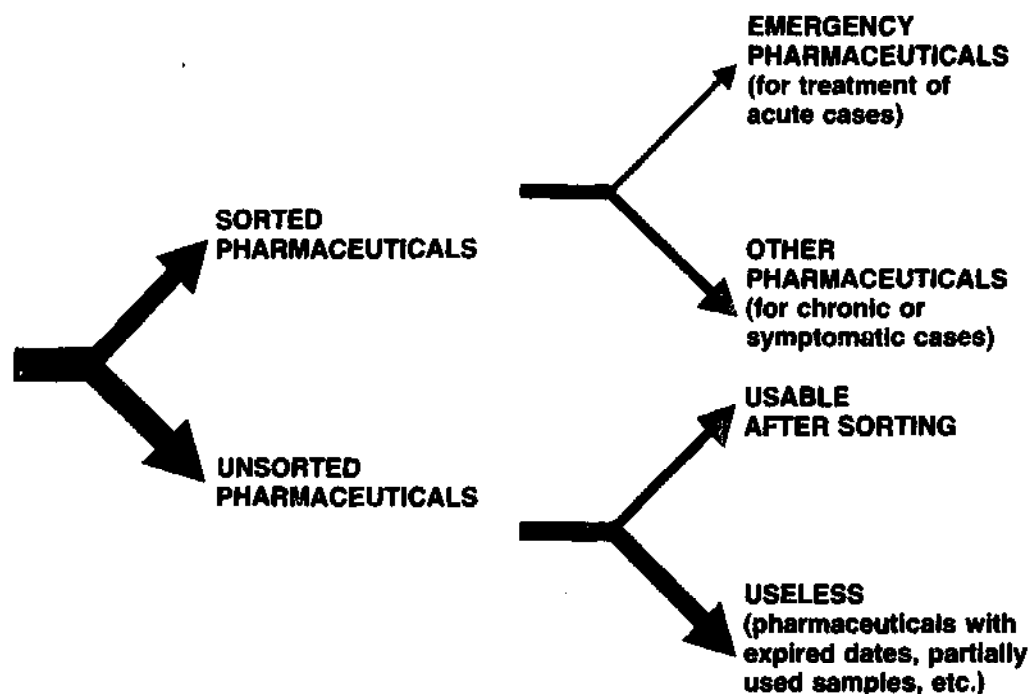 EMERGENCY
PHARMACEUTICALS
(for treatment of
acute cases)
SORTED
PHARMACEUTICALS
OTHER
PHARMACEUTICALS
(for chronic or
symptomatic cases)
USABLE
AFTER SORTING
UNSORTED
PHARMACEUTICALS
USELESS
(pharmaceuticals with
expired dates, partially
used samples, etc.)